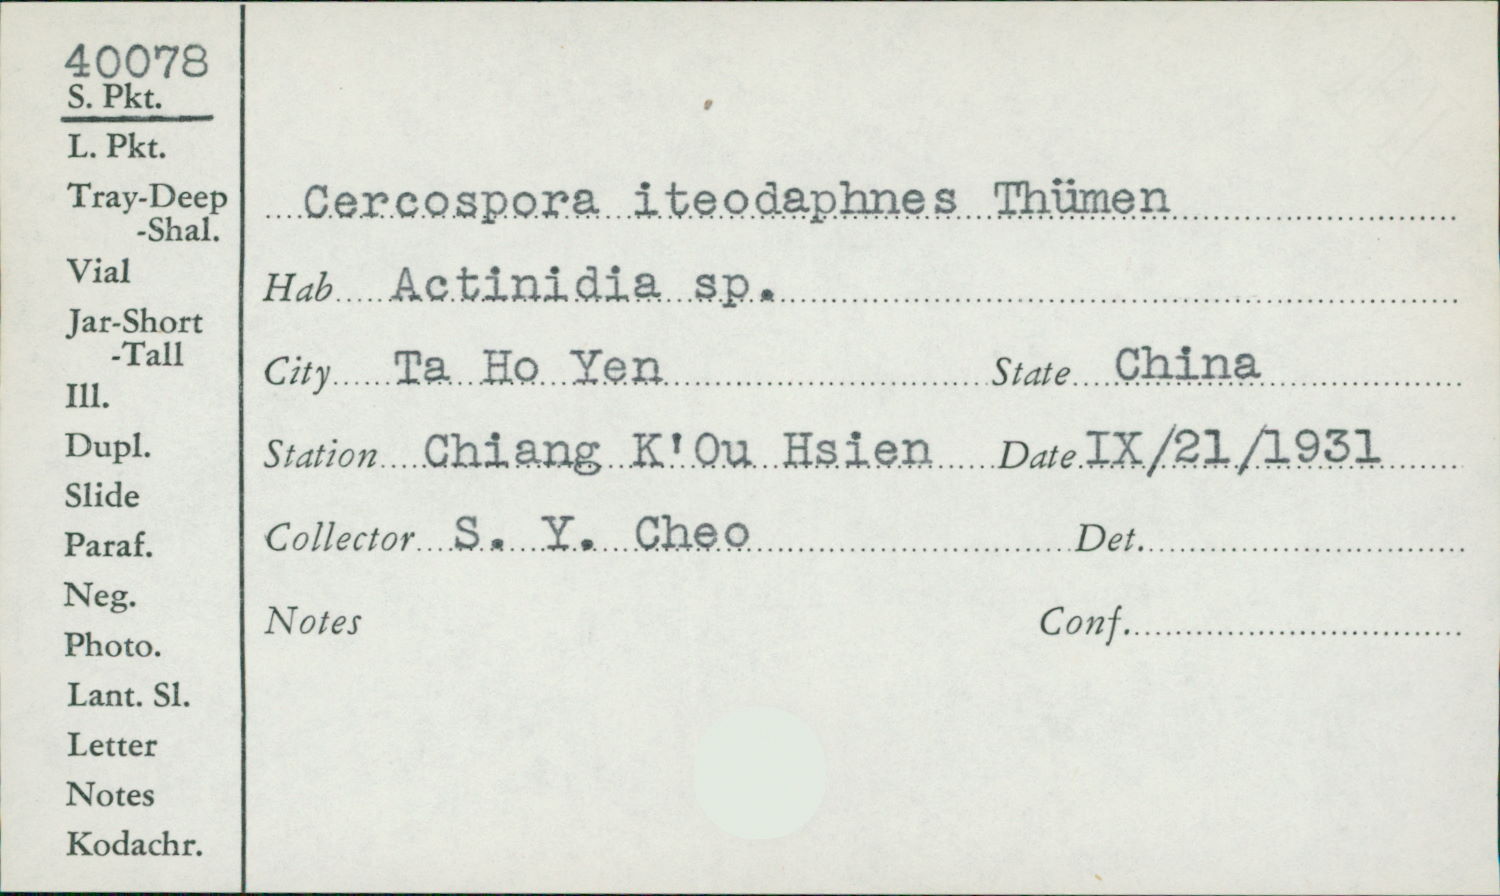 40078
S. Pkt.
L. Pkt.
Tray-Deep
-Shal.
Vial
Jar-Short
-Tall
Ill.
Dupl.
Slide
Paraf.
Neg.
Photo.
Lant. Sl.
Letter
Notes
Kodachr.
Cercospora iteodaphnes Thümen
Hab Actinidia sp.
City Ta Ho Yen State China
Station Chiang K'Ou Hsien Date IX/21/1931
Collector S. Y. Cheo Det.
Notes Conf.